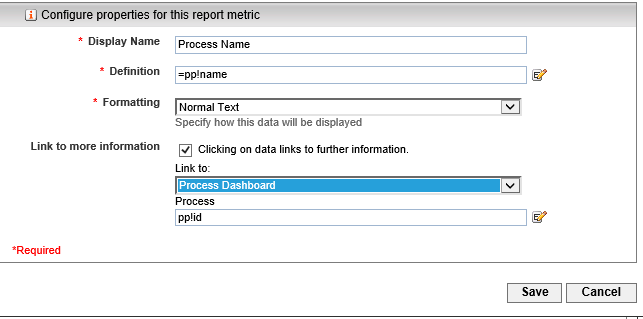 Configure properties for this report metric
* Display Name Process Name
* Definition =pp!name
* Formatting Normal Text
Specify how this data will be displayed
Link to more information Clicking on data links to further information.
Link to:
Process Dashboard
Process
pp!id
*Required
Save Cancel